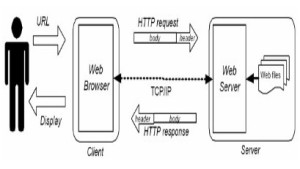 URL
HTTP request
body header
Web
Browser
TCP/IP
Web
Server
Web files
Display
header body
HTTP response
Client
Server